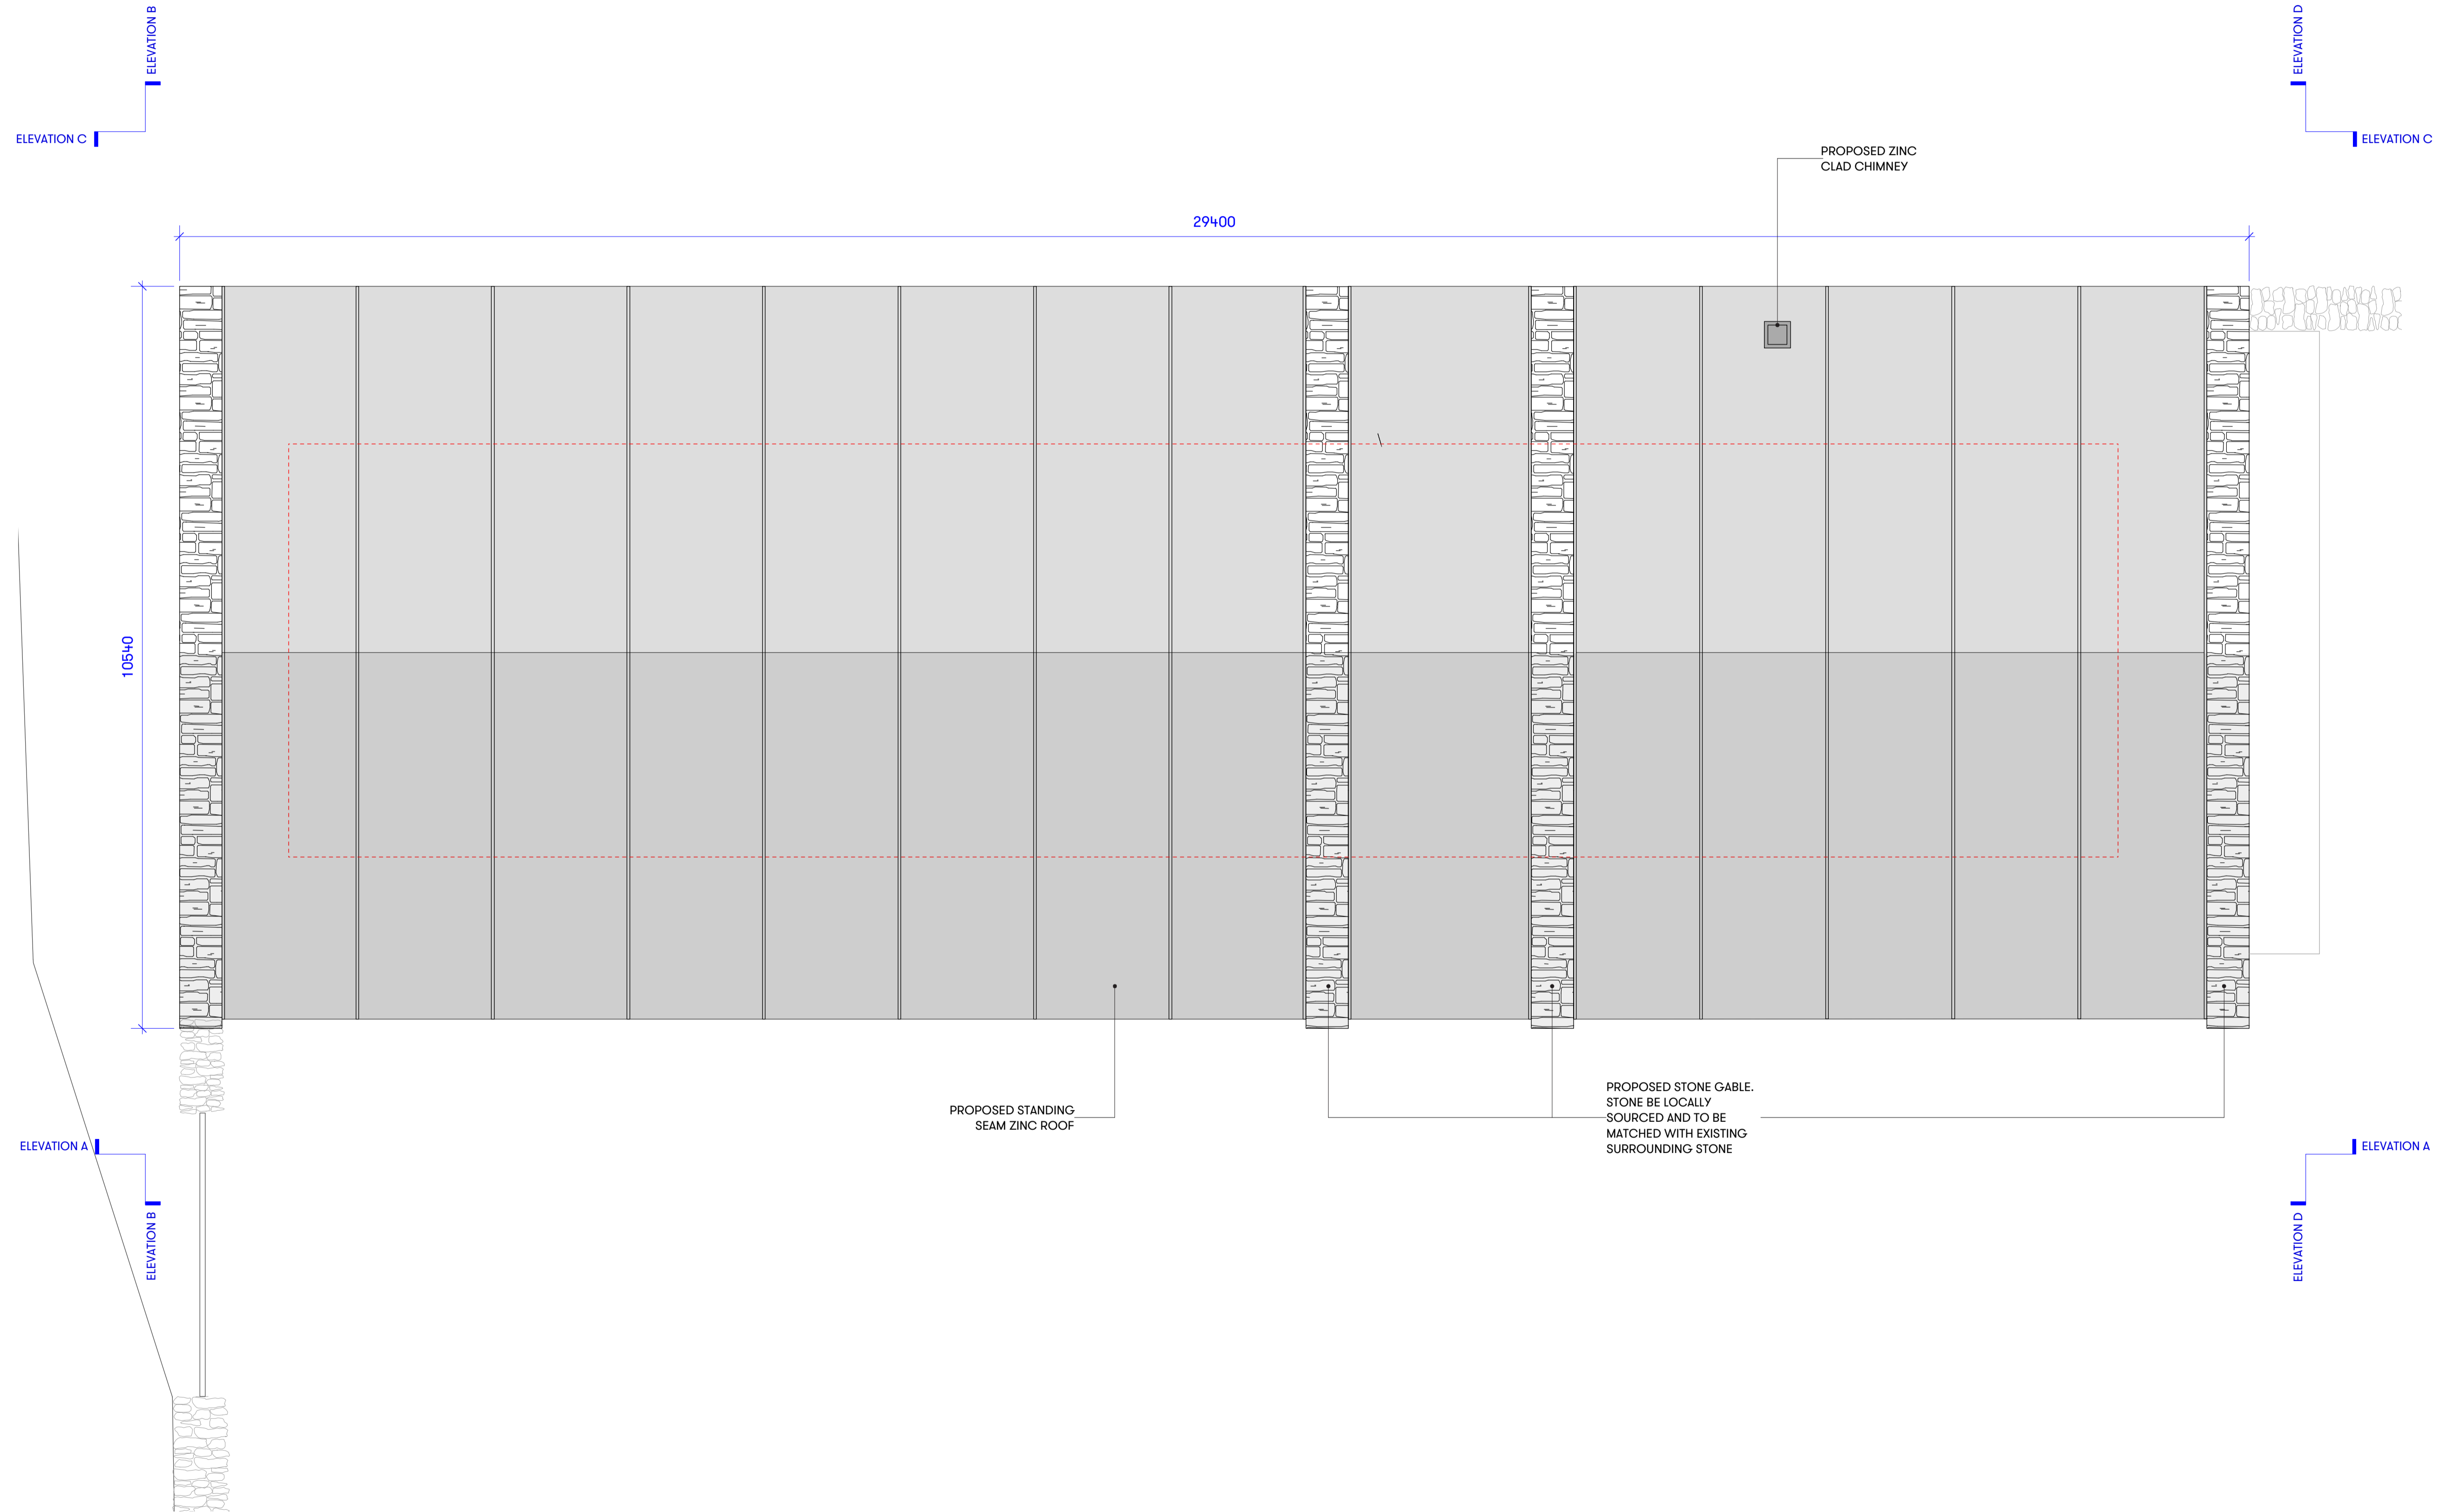 ELEVATION B
ELEVATION D
ELEVATION C
ELEVATION C
PROPOSED ZINC
CLAD CHIMNEY
29400
10540
PROPOSED STANDING
SEAM ZINC ROOF
PROPOSED STONE GABLE.
STONE BE LOCALLY
SOURCED AND TO BE
MATCHED WITH EXISTING
SURROUNDING STONE
ELEVATION A
ELEVATION A
ELEVATION B
ELEVATION D